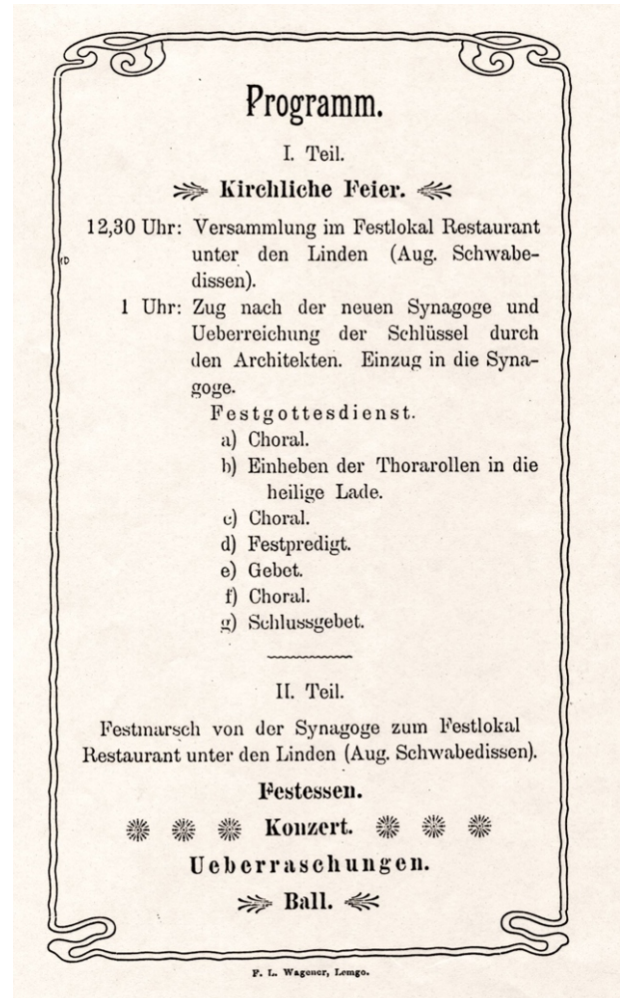 Programm.
I. Teil.
Kirchliche Feier.
12,30 Uhr: Versammlung im Festlokal Restaurant
unter den Linden (Aug. Schwabe-
dissen).
1 Uhr: Zug nach der neuen Synagoge und
Ueberreichung der Schlüssel durch
den Architekten. Einzug in die Syna-
goge.
Festgottesdienst.
a) Choral.
b) Einheben der Thorarollen in die
heilige Lade.
c) Choral.
d) Festpredigt.
e) Gebet.
f) Choral.
g) Schlussgebet.
II. Teil.
Festmarsch von der Synagoge zum Festlokal
Restaurant unter den Linden (Aug. Schwabedissen).
Festessen.
Konzert.
Ueberraschungen.
Ball.
F. L. Wagener, Lemgo.